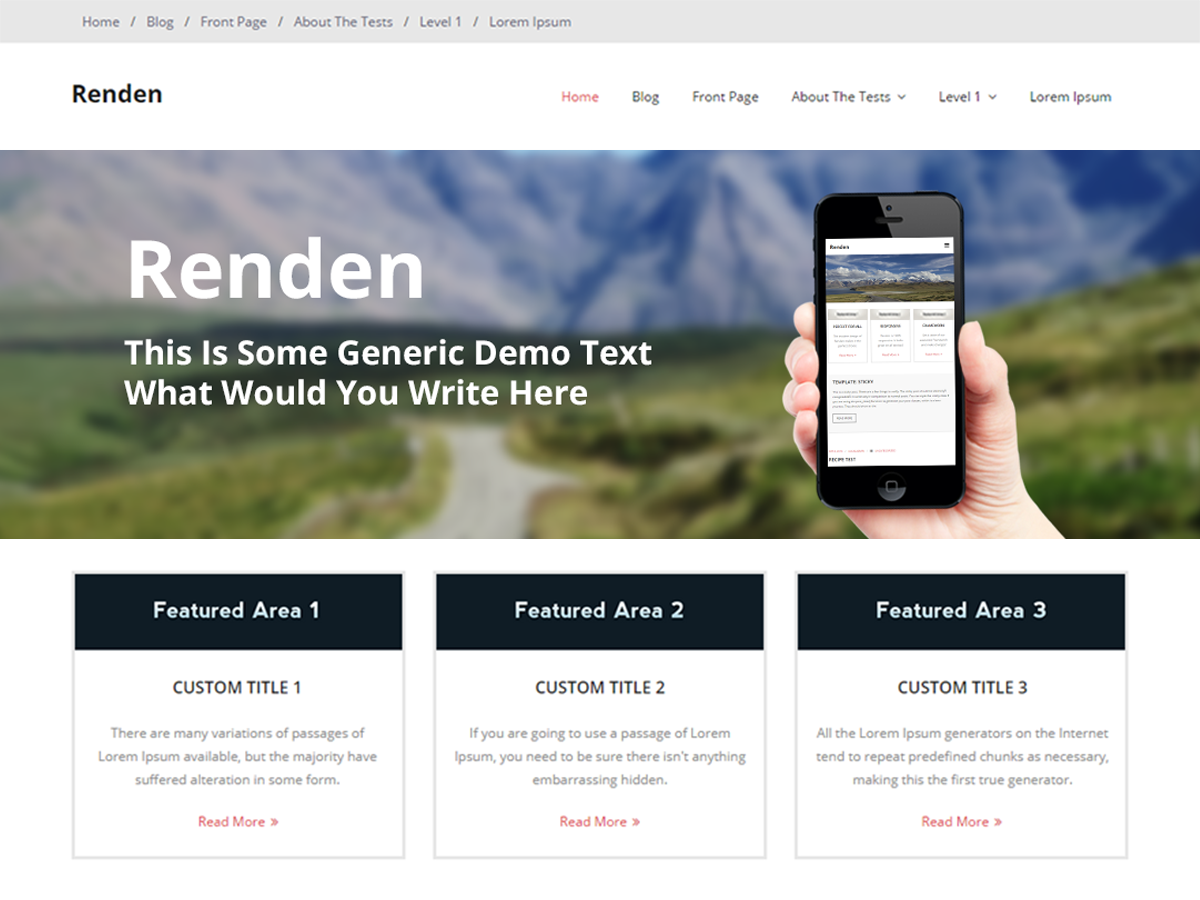 Home / Blog / Front Page / About The Tests / Level 1 / Lorem Ipsum
Renden
Home Blog Front Page About The Tests Level 1 Lorem Ipsum
Renden
This Is Some Generic Demo Text
What Would You Write Here
Renden
TEMPLATE: STICKY
READ MORE
RECIPE TEST
Featured Area 1
CUSTOM TITLE 1
There are many variations of passages of
Lorem Ipsum available, but the majority have
suffered alteration in some form.
Read More »
Featured Area 2
CUSTOM TITLE 2
If you are going to use a passage of Lorem
Ipsum, you need to be sure there isn't anything
embarrassing hidden.
Read More »
Featured Area 3
CUSTOM TITLE 3
All the Lorem Ipsum generators on the Internet
tend to repeat predefined chunks as necessary,
making this the first true generator.
Read More »